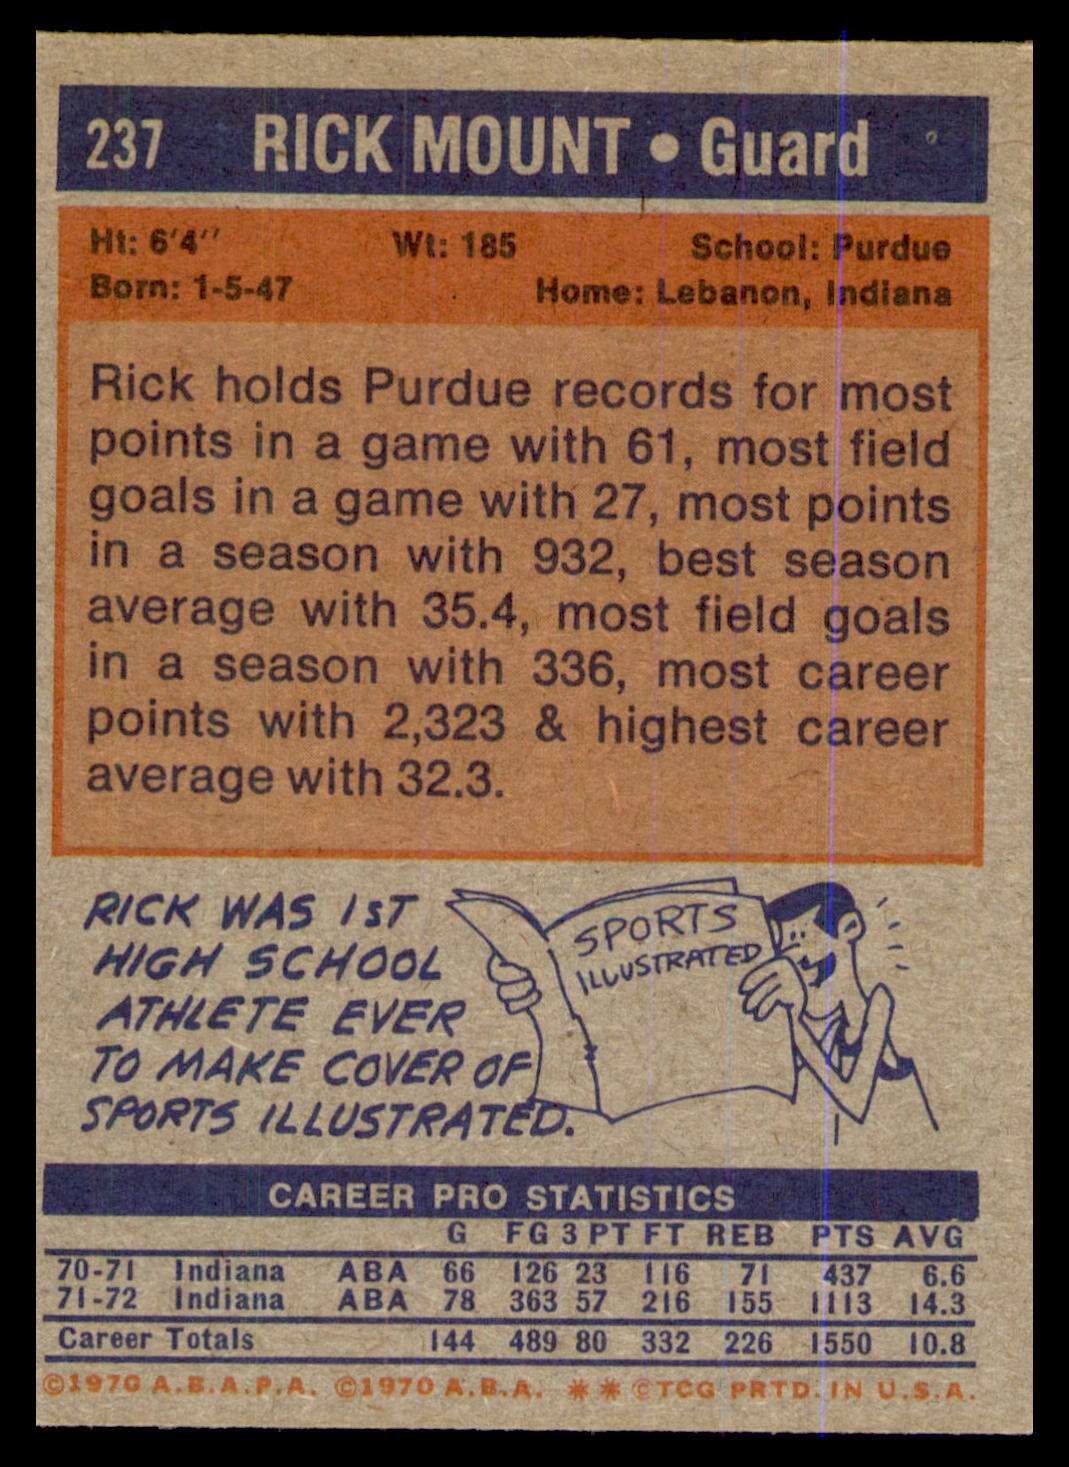 237 RICK MOUNT • Guard
Ht: 6'4'' Wt: 185 School: Purdue
Born: 1-5-47 Home: Lebanon, Indiana
Rick holds Purdue records for most
points in a game with 61, most field
goals in a game with 27, most points
in a season with 932, best season
average with 35.4, most field goals
in a season with 336, most career
points with 2,323 & highest career
average with 32.3.
RICK WAS 1ST
HIGH SCHOOL
ATHLETE EVER
TO MAKE COVER OF
SPORTS ILLUSTRATED.
SPORTS
ILLUSTRATED
CAREER PRO STATISTICS
G FG 3 PT FT REB PTS AVG
70-71 Indiana ABA 66 126 23 116 71 437 6.6
71-72 Indiana ABA 78 363 57 216 155 1113 14.3
Career Totals 144 489 80 332 226 1550 10.8
©1970 A.B.A.P.A. ©1970 A.B.A. ** ©TCG PRTD. IN U.S.A.